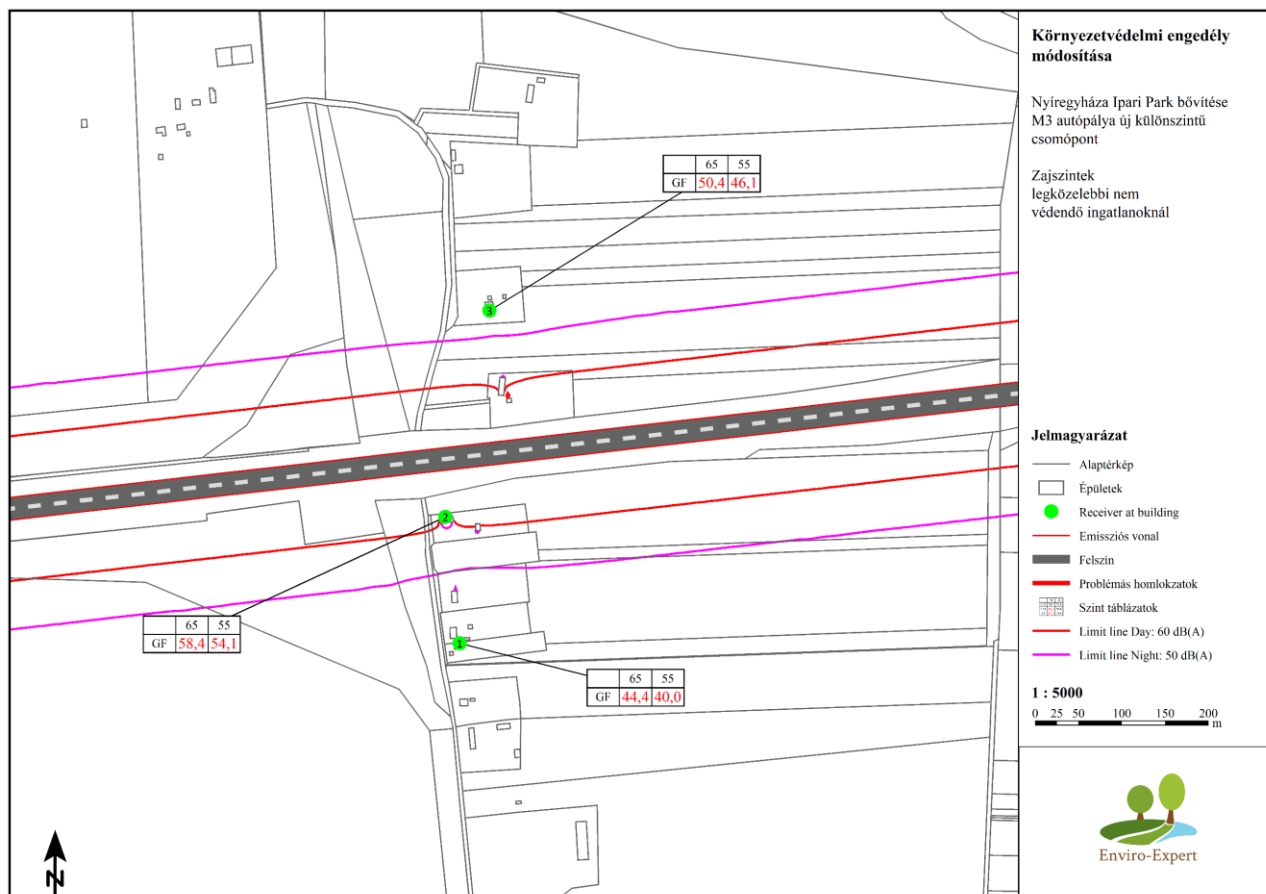 Környezetvédelmi engedély
módosítása
Nyíregyháza Ipari Park bővítése
M3 autópálya új különszintű
csomópont
Zajszintek
legközelebbi nem
védendő ingatlanoknál
65 55
GF 50,4 46,1
3
2
65 55
GF 58,4 54,1
1
65 55
GF 44,4 40,0
Jelmagyarázat
Alaptérkép
Épületek
Receiver at building
Emissziós vonal
Felszín
Problémás homlokzatok
Szint táblázatok
Limit line Day: 60 dB(A)
Limit line Night: 50 dB(A)
1 : 5000
0 25 50 100 150 200
m
N
Enviro-Expert